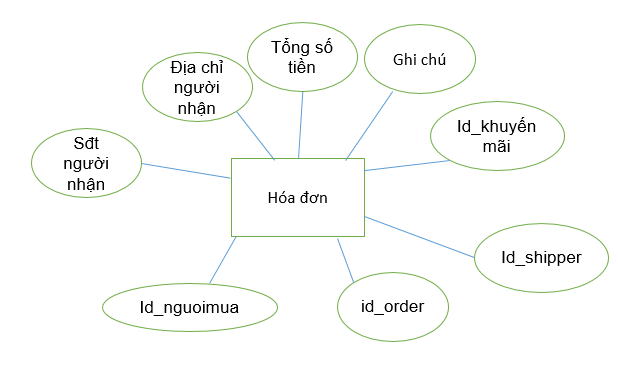 Tổng số
tiền
Ghi chú
Địa chỉ
người
nhận
Id_khuyến
mãi
Sđt
người
nhận
Hóa đơn
Id_shipper
Id_nguoimua
id_order